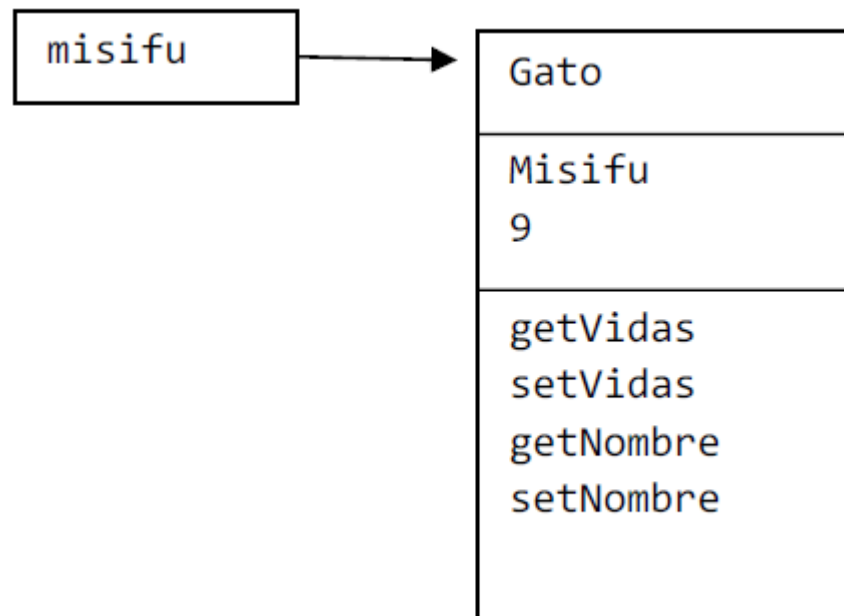 misifu
Gato
Misifu
9
getVidas
setVidas
getNombre
setNombre